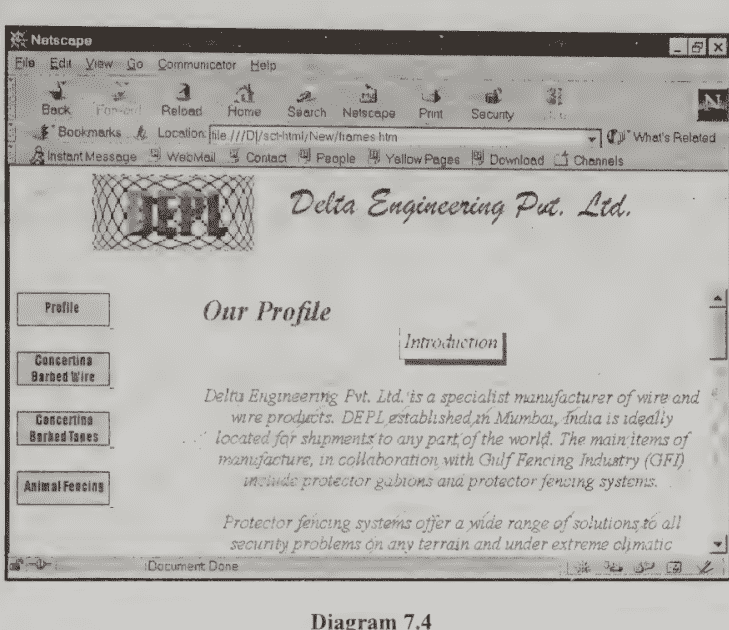 Netscape
File Edit View Go Communicator Help
Back Forward Reload Home Search Netscape Print Security
Bookmarks Location: file:///D|/sct-html/New/frames.htm What's Related
Instant Message WebMail Contact People Yellow Pages Download Channels
DEPL Delta Engineering Pvt. Ltd.
Profile
Concertina
Barbed Wire
Concertina
Barbed Tapes
Animal Fencing
Our Profile
Introduction
Delta Engineering Pvt. Ltd. is a specialist manufacturer of wire and
wire products. DEPL established in Mumbai, India is ideally
located for shipments to any part of the world. The main items of
manufacture, in collaboration with Gulf Fencing Industry (GFI)
include protector gabions and protector fencing systems.
Protector fencing systems offer a wide range of solutions to all
security problems on any terrain and under extreme climatic
Document Done
Diagram 7.4